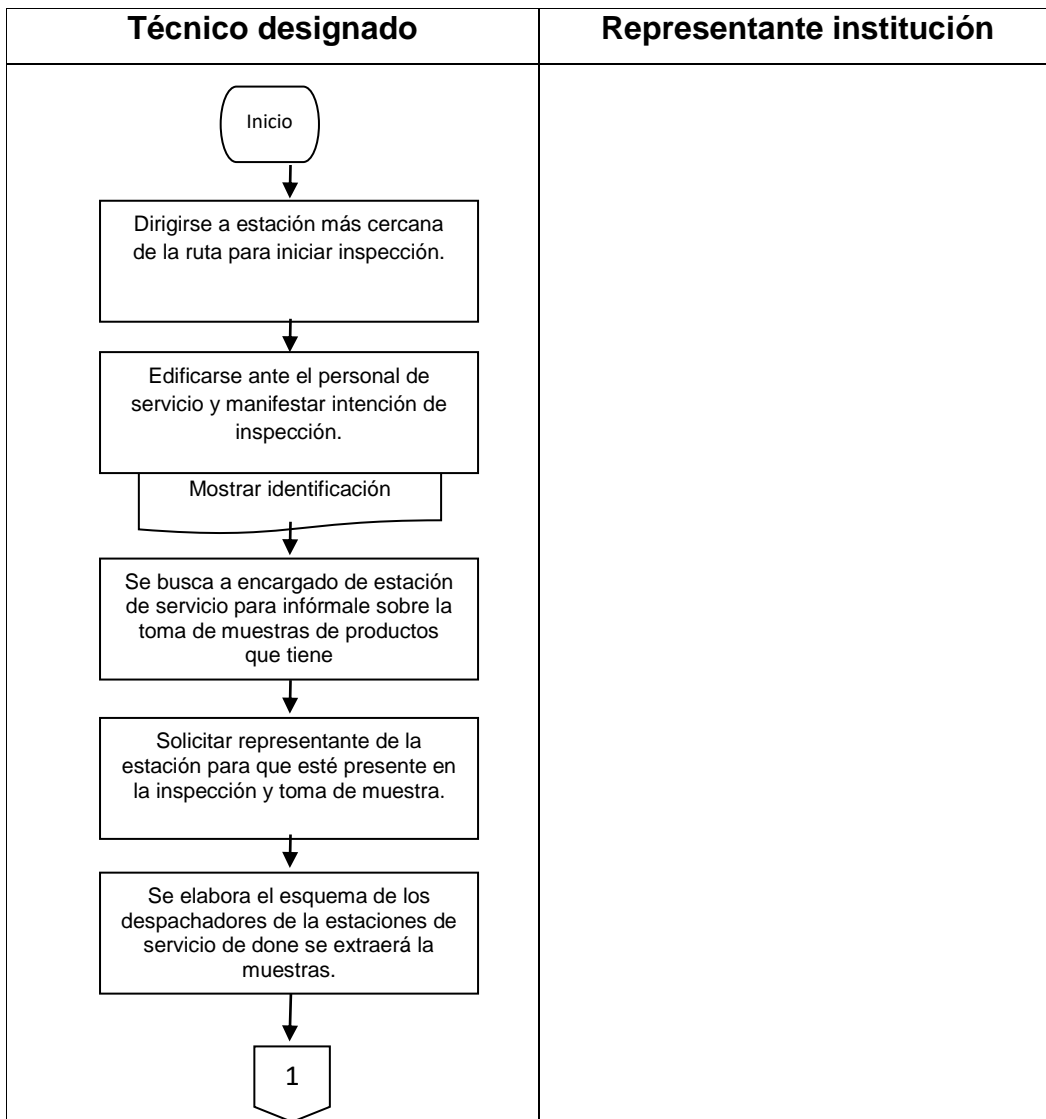 Técnico designado
Representante institución
Inicio
Dirigirse a estación más cercana
de la ruta para iniciar inspección.
Edificarse ante el personal de
servicio y manifestar intención de
inspección.
Mostrar identificación
Se busca a encargado de estación
de servicio para infórmale sobre la
toma de muestras de productos
que tiene
Solicitar representante de la
estación para que esté presente en
la inspección y toma de muestra.
Se elabora el esquema de los
despachadores de la estaciones de
servicio de done se extraerá la
muestras.
1